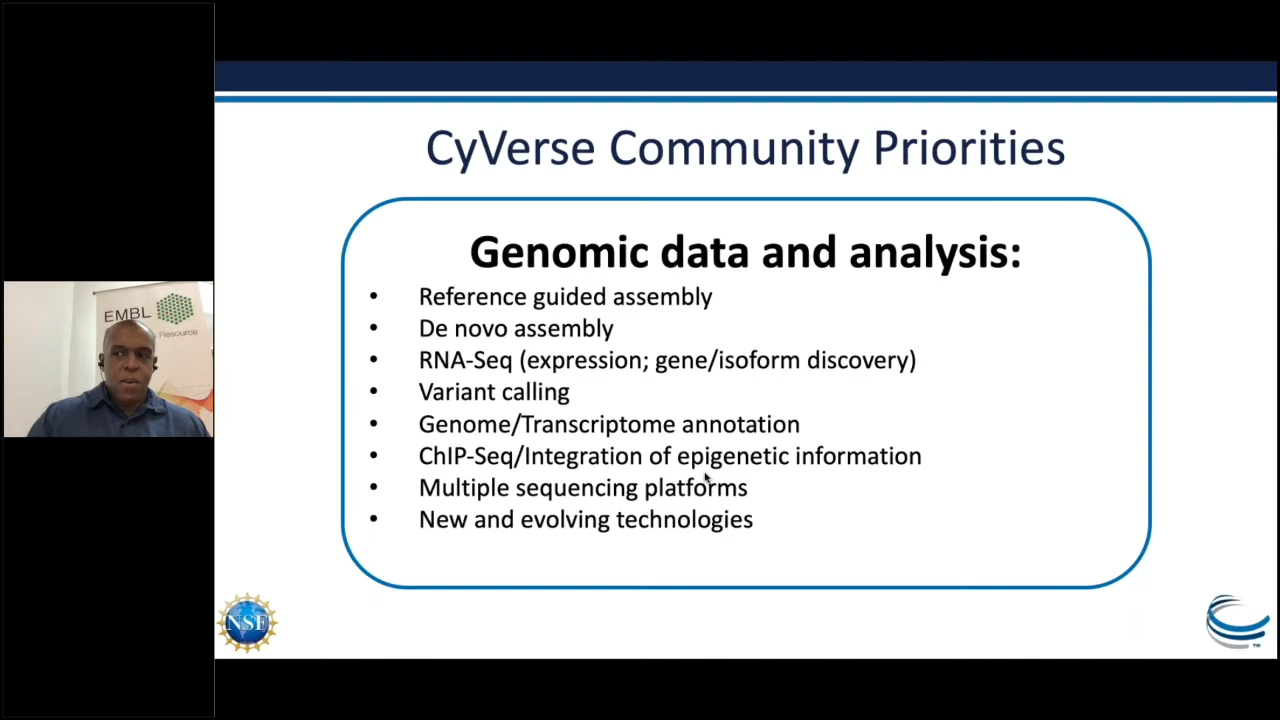 CyVerse Community Priorities
Genomic data and analysis:
• Reference guided assembly
• De novo assembly
• RNA-Seq (expression; gene/isoform discovery)
• Variant calling
• Genome/Transcriptome annotation
• ChIP-Seq/Integration of epigenetic information
• Multiple sequencing platforms
• New and evolving technologies
EMBL
Resource
NSF
TM